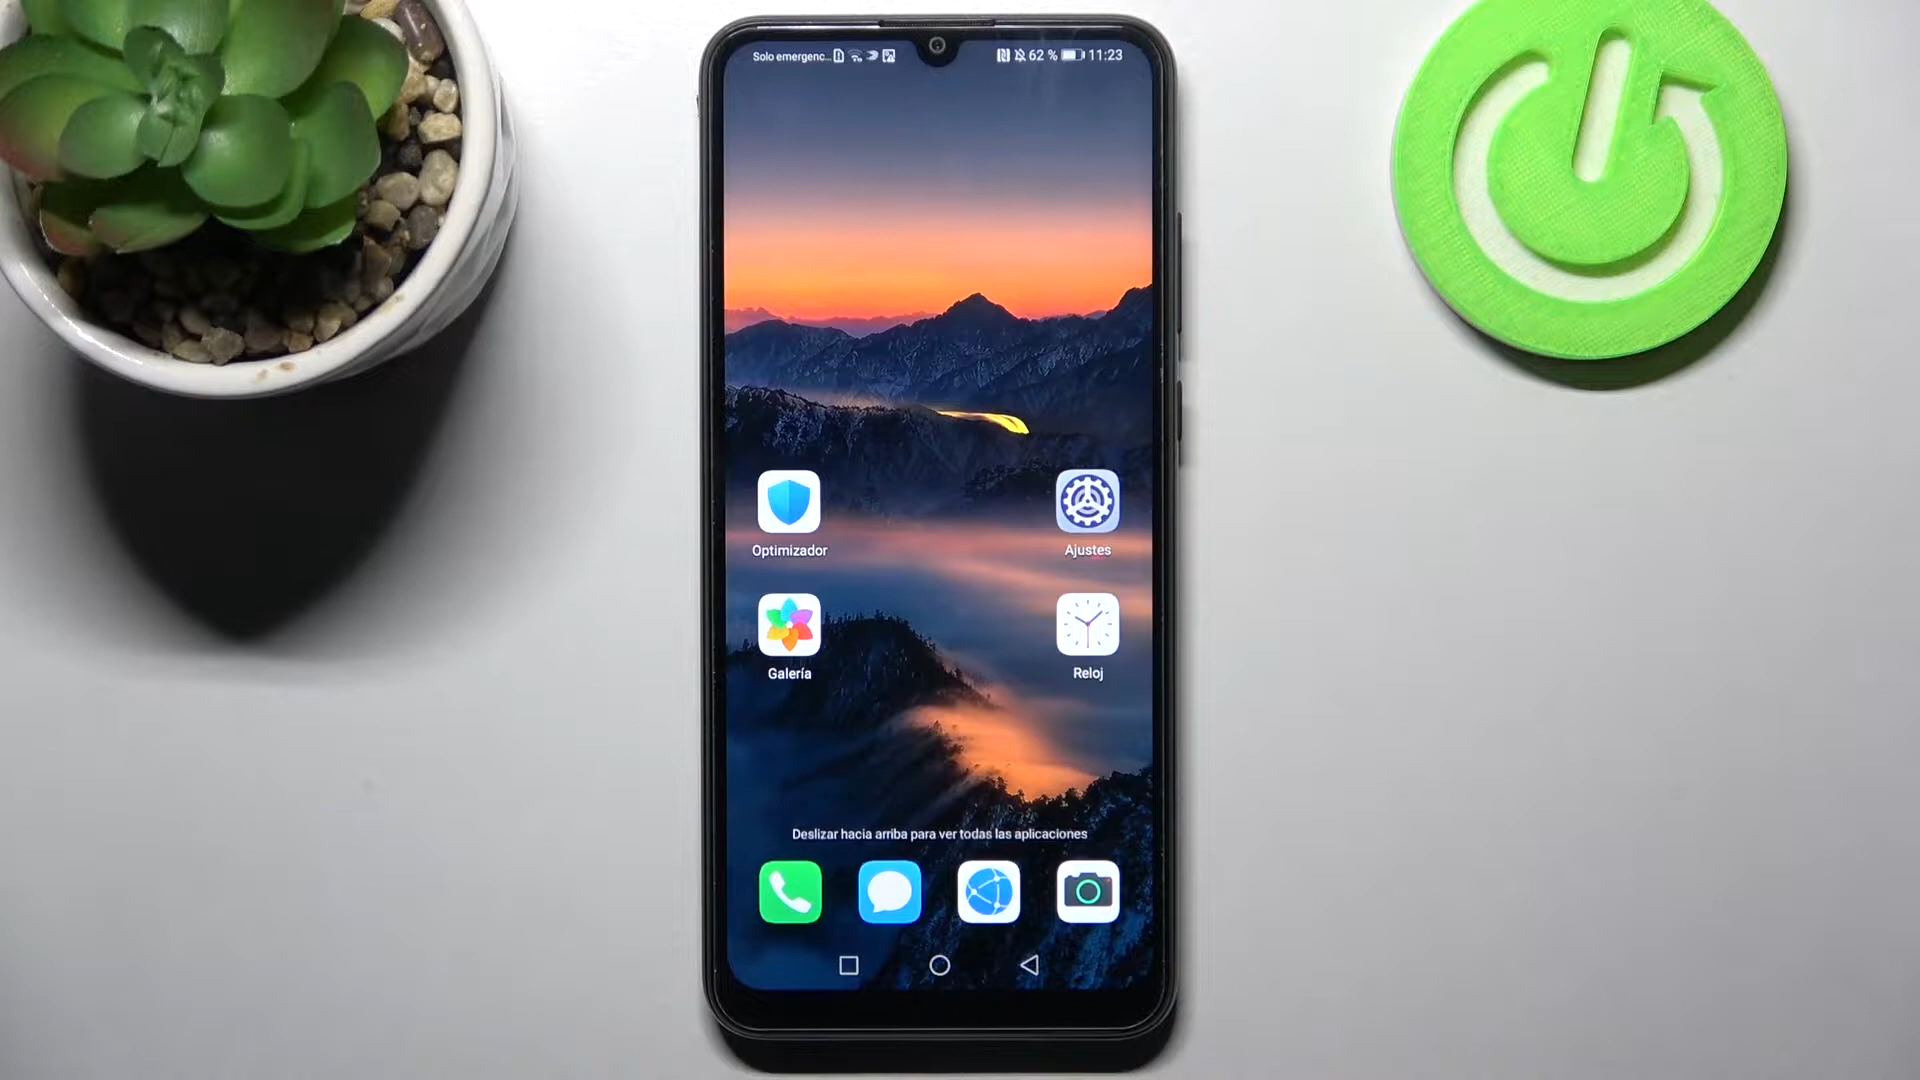 Solo emergenc... 62 % 11:23
Optimizador Ajustes
Galería Reloj
Deslizar hacia arriba para ver todas las aplicaciones